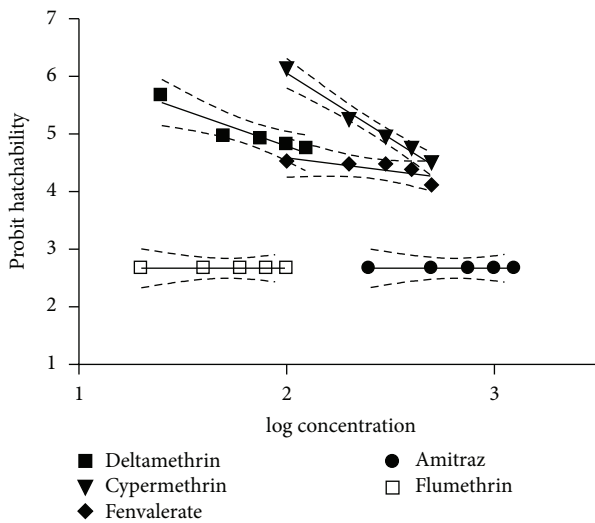 7
6
5
4
3
2
1
Probit hatchability
1
2
3
log concentration
Deltamethrin
Cypermethrin
Fenvalerate
Amitraz
Flumethrin